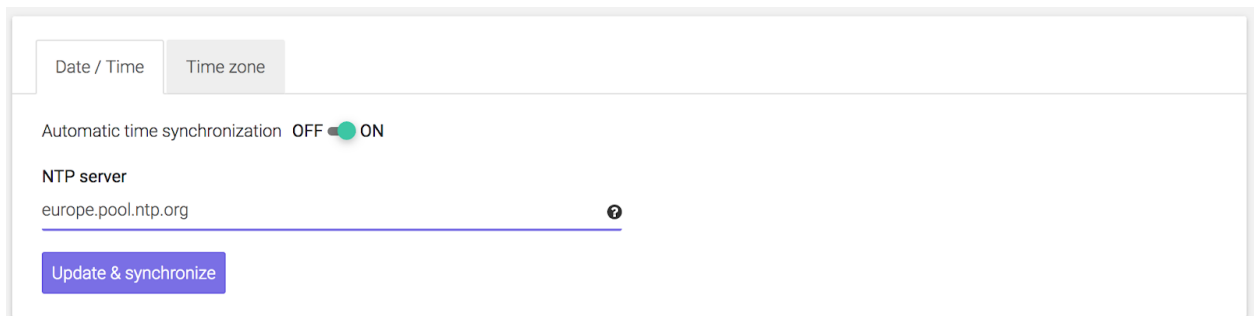 Date / Time Time zone
Automatic time synchronization OFF ON
NTP server
europe.pool.ntp.org ?
Update & synchronize